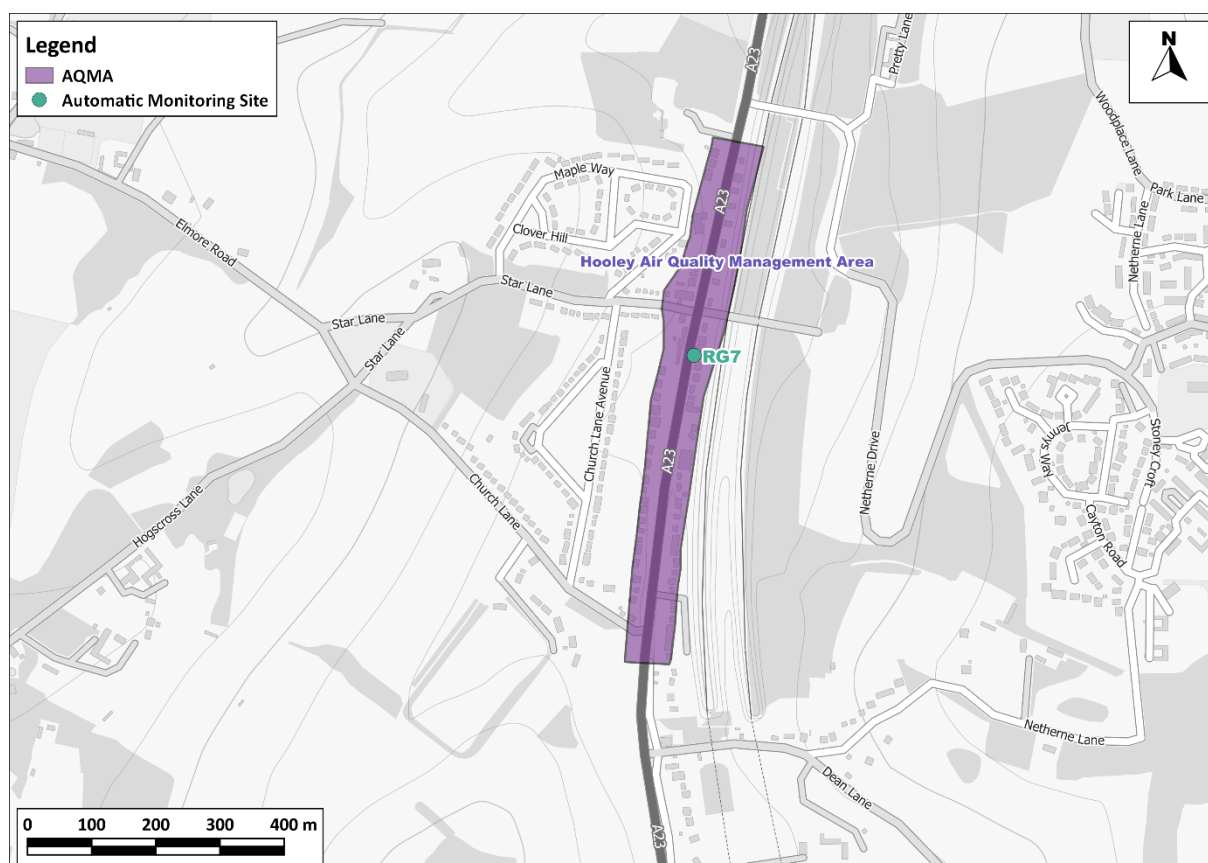 Legend
AQMA
Automatic Monitoring Site
N
A23
Pretty Lane
Woodplace Lane
Park Lane
Netherne Lane
Maple Way
A23
Clover Hill
Elmore Road
Hooley Air Quality Management Area
Star Lane
Star Lane
Star Lane
RG7
Church Lane Avenue
Jennys Way
Stoney Croft
Netherne Drive
A23
Cayton Road
Hogscross Lane
Church Lane
Netherne Lane
Dean Lane
A23
0 100 200 300 400 m